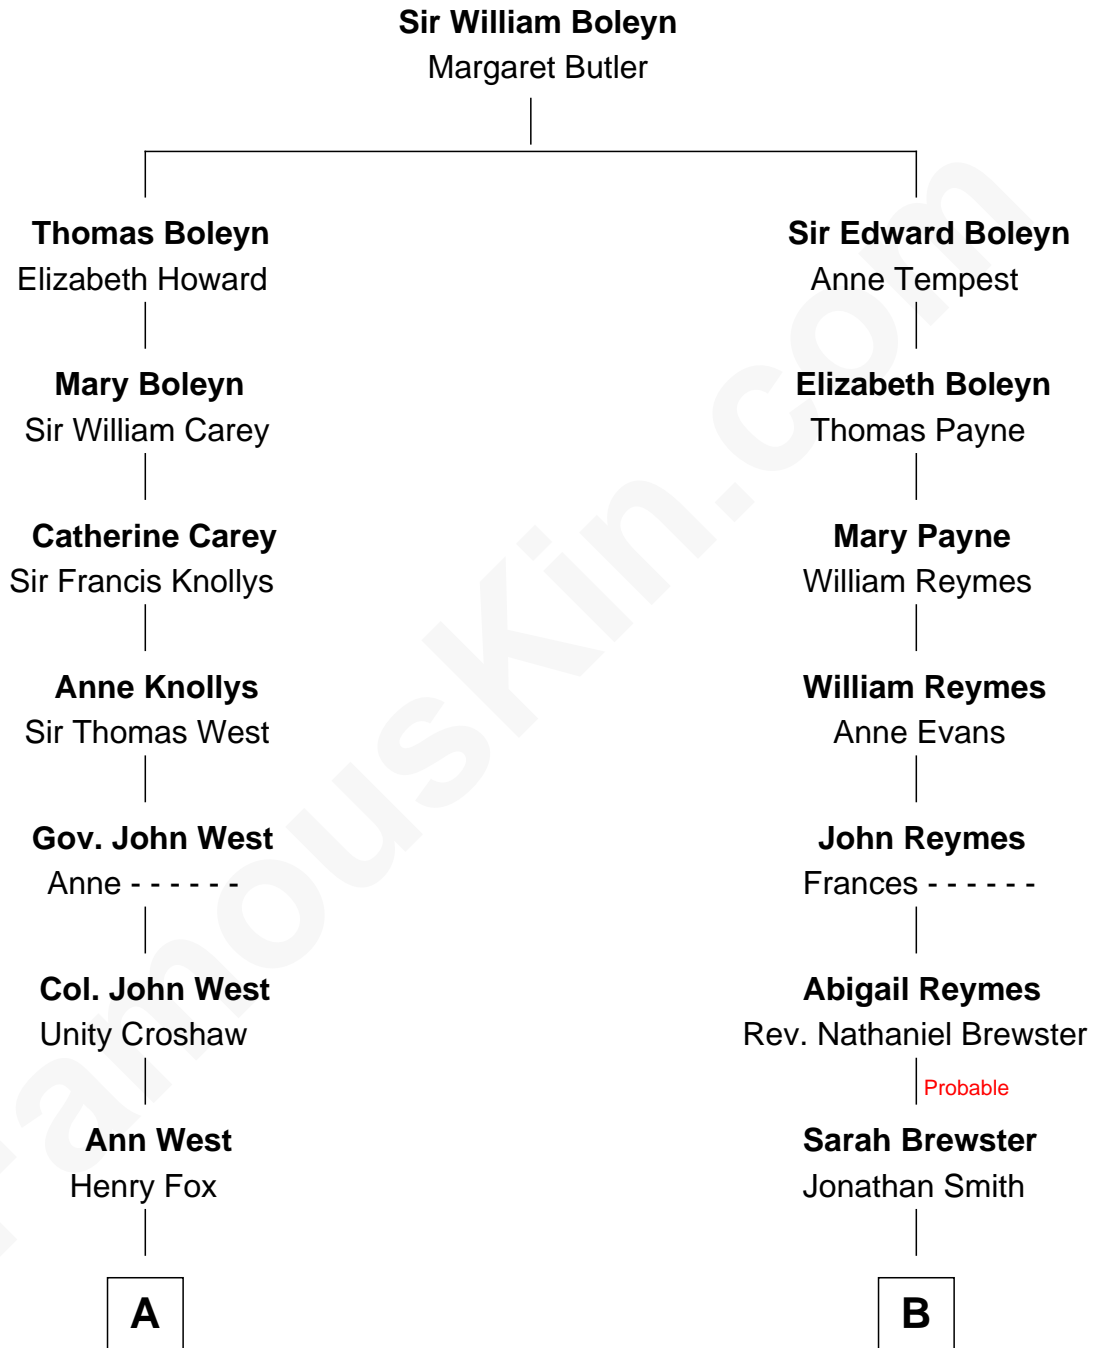 Sir William Boleyn
Margaret Butler
Thomas Boleyn
Elizabeth Howard
Mary Boleyn
Sir William Carey
Catherine Carey
Sir Francis Knollys
Anne Knollys
Sir Thomas West
Gov. John West
Anne - - - - - -
Col. John West
Unity Croshaw
Ann West
Henry Fox
A
Sir Edward Boleyn
Anne Tempest
Elizabeth Boleyn
Thomas Payne
Mary Payne
William Reymes
William Reymes
Anne Evans
John Reymes
Frances - - - - - -
Abigail Reymes
Rev. Nathaniel Brewster
Probable
Sarah Brewster
Jonathan Smith
B
FamousKin.com